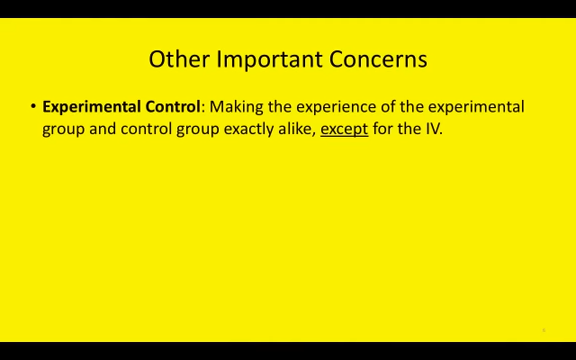 Other Important Concerns
• Experimental Control: Making the experience of the experimental
group and control group exactly alike, except for the IV.